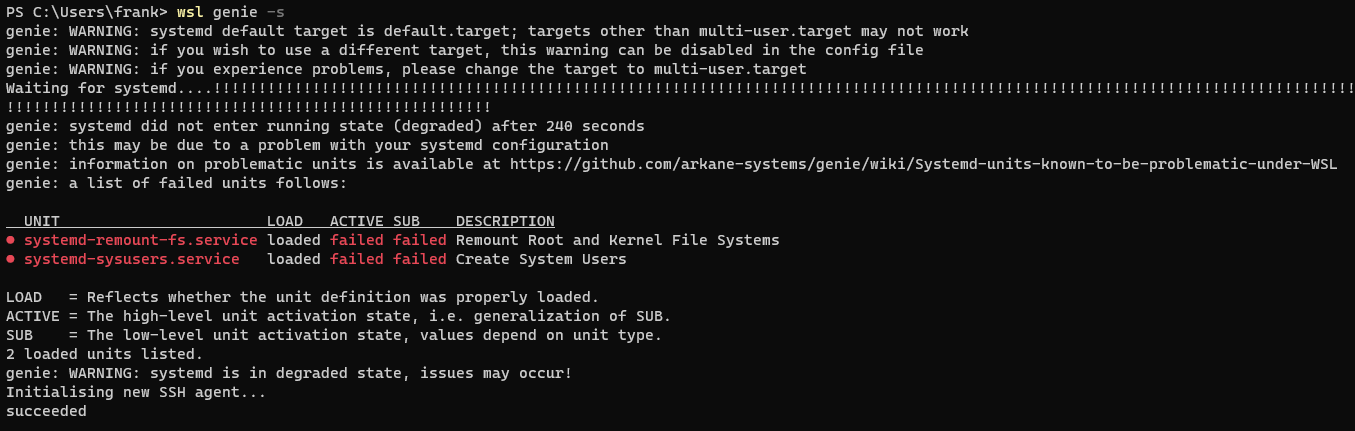 PS C:\Users\frank> wsl genie -s
genie: WARNING: systemd default target is default.target; targets other than multi-user.target may not work
genie: WARNING: if you wish to use a different target, this warning can be disabled in the config file
genie: WARNING: if you experience problems, please change the target to multi-user.target
Waiting for systemd....!!!!!!!!!!!!!!!!!!!!!!!!!!!!!!!!!!!!!!!!!!!!!!!!!!!!!!!!!!!!!!!!!!!!!!!!!!!!!!!!!!!!!!!!!!!!!!!!!!!!!!!!!!!!!!!!!!!!!!!!!!!!!!!
!!!!!!!!!!!!!!!!!!!!!!!!!!!!!!!!!!!!!!!!!!!!!!!!!!!!!!
genie: systemd did not enter running state (degraded) after 240 seconds
genie: this may be due to a problem with your systemd configuration
genie: information on problematic units is available at https://github.com/arkane-systems/genie/wiki/Systemd-units-known-to-be-problematic-under-WSL
genie: a list of failed units follows:
  UNIT                       LOAD   ACTIVE SUB    DESCRIPTION
● systemd-remount-fs.service loaded failed failed Remount Root and Kernel File Systems
● systemd-sysusers.service   loaded failed failed Create System Users
LOAD   = Reflects whether the unit definition was properly loaded.
ACTIVE = The high-level unit activation state, i.e. generalization of SUB.
SUB    = The low-level unit activation state, values depend on unit type.
2 loaded units listed.
genie: WARNING: systemd is in degraded state, issues may occur!
Initialising new SSH agent...
succeeded